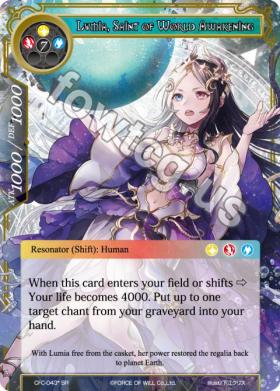 Lumia, Saint of World Awakening
7
ATK 1000 / DEF 1000
fowtcg.us
Resonator (Shift): Human
When this card enters your field or shifts ⇨
Your life becomes 4000. Put up to one
target chant from your graveyard into your
hand.
With Lumia free from the casket, her power restored the regalia back
to planet Earth.
CFC-043* SR
©FORCE OF WILL Co.,Ltd.